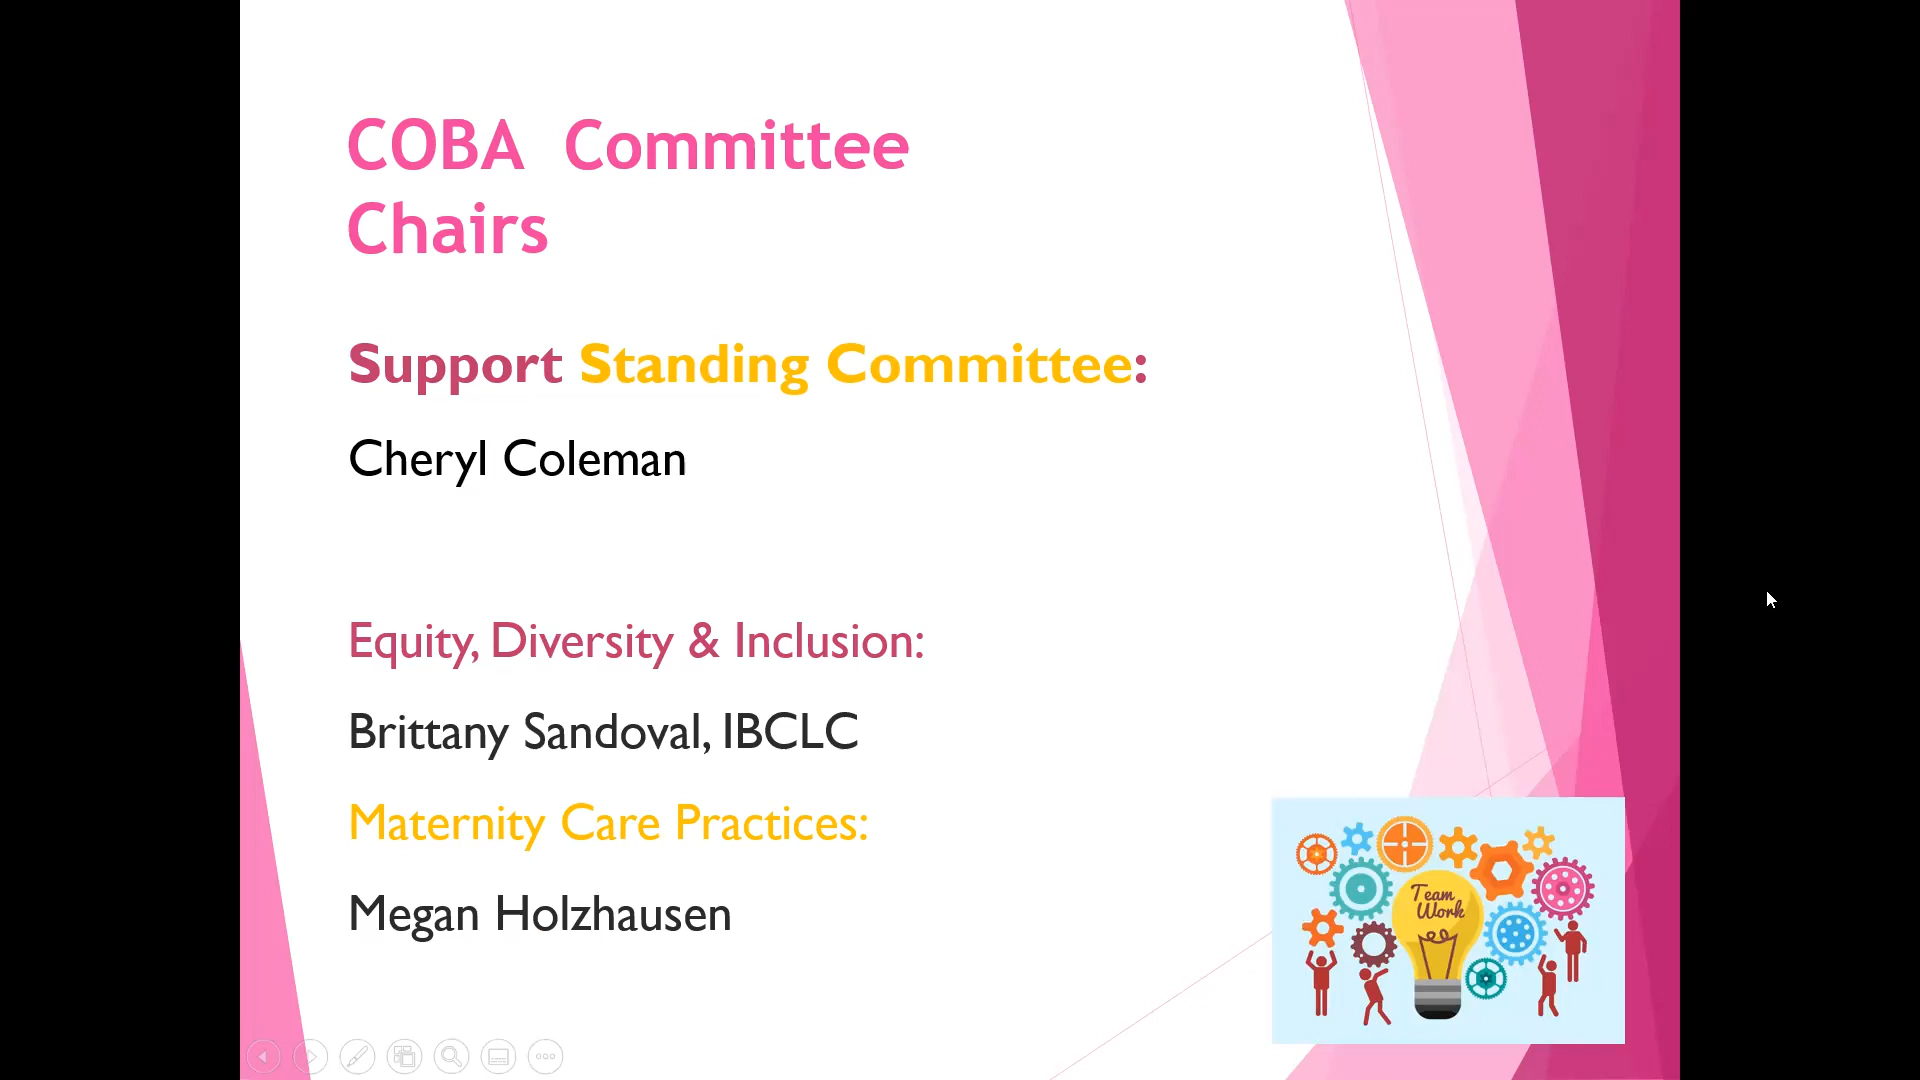 COBA Committee
Chairs
Support Standing Committee:
Cheryl Coleman
Equity, Diversity & Inclusion:
Brittany Sandoval, IBCLC
Maternity Care Practices:
Megan Holzhausen
Team
Work